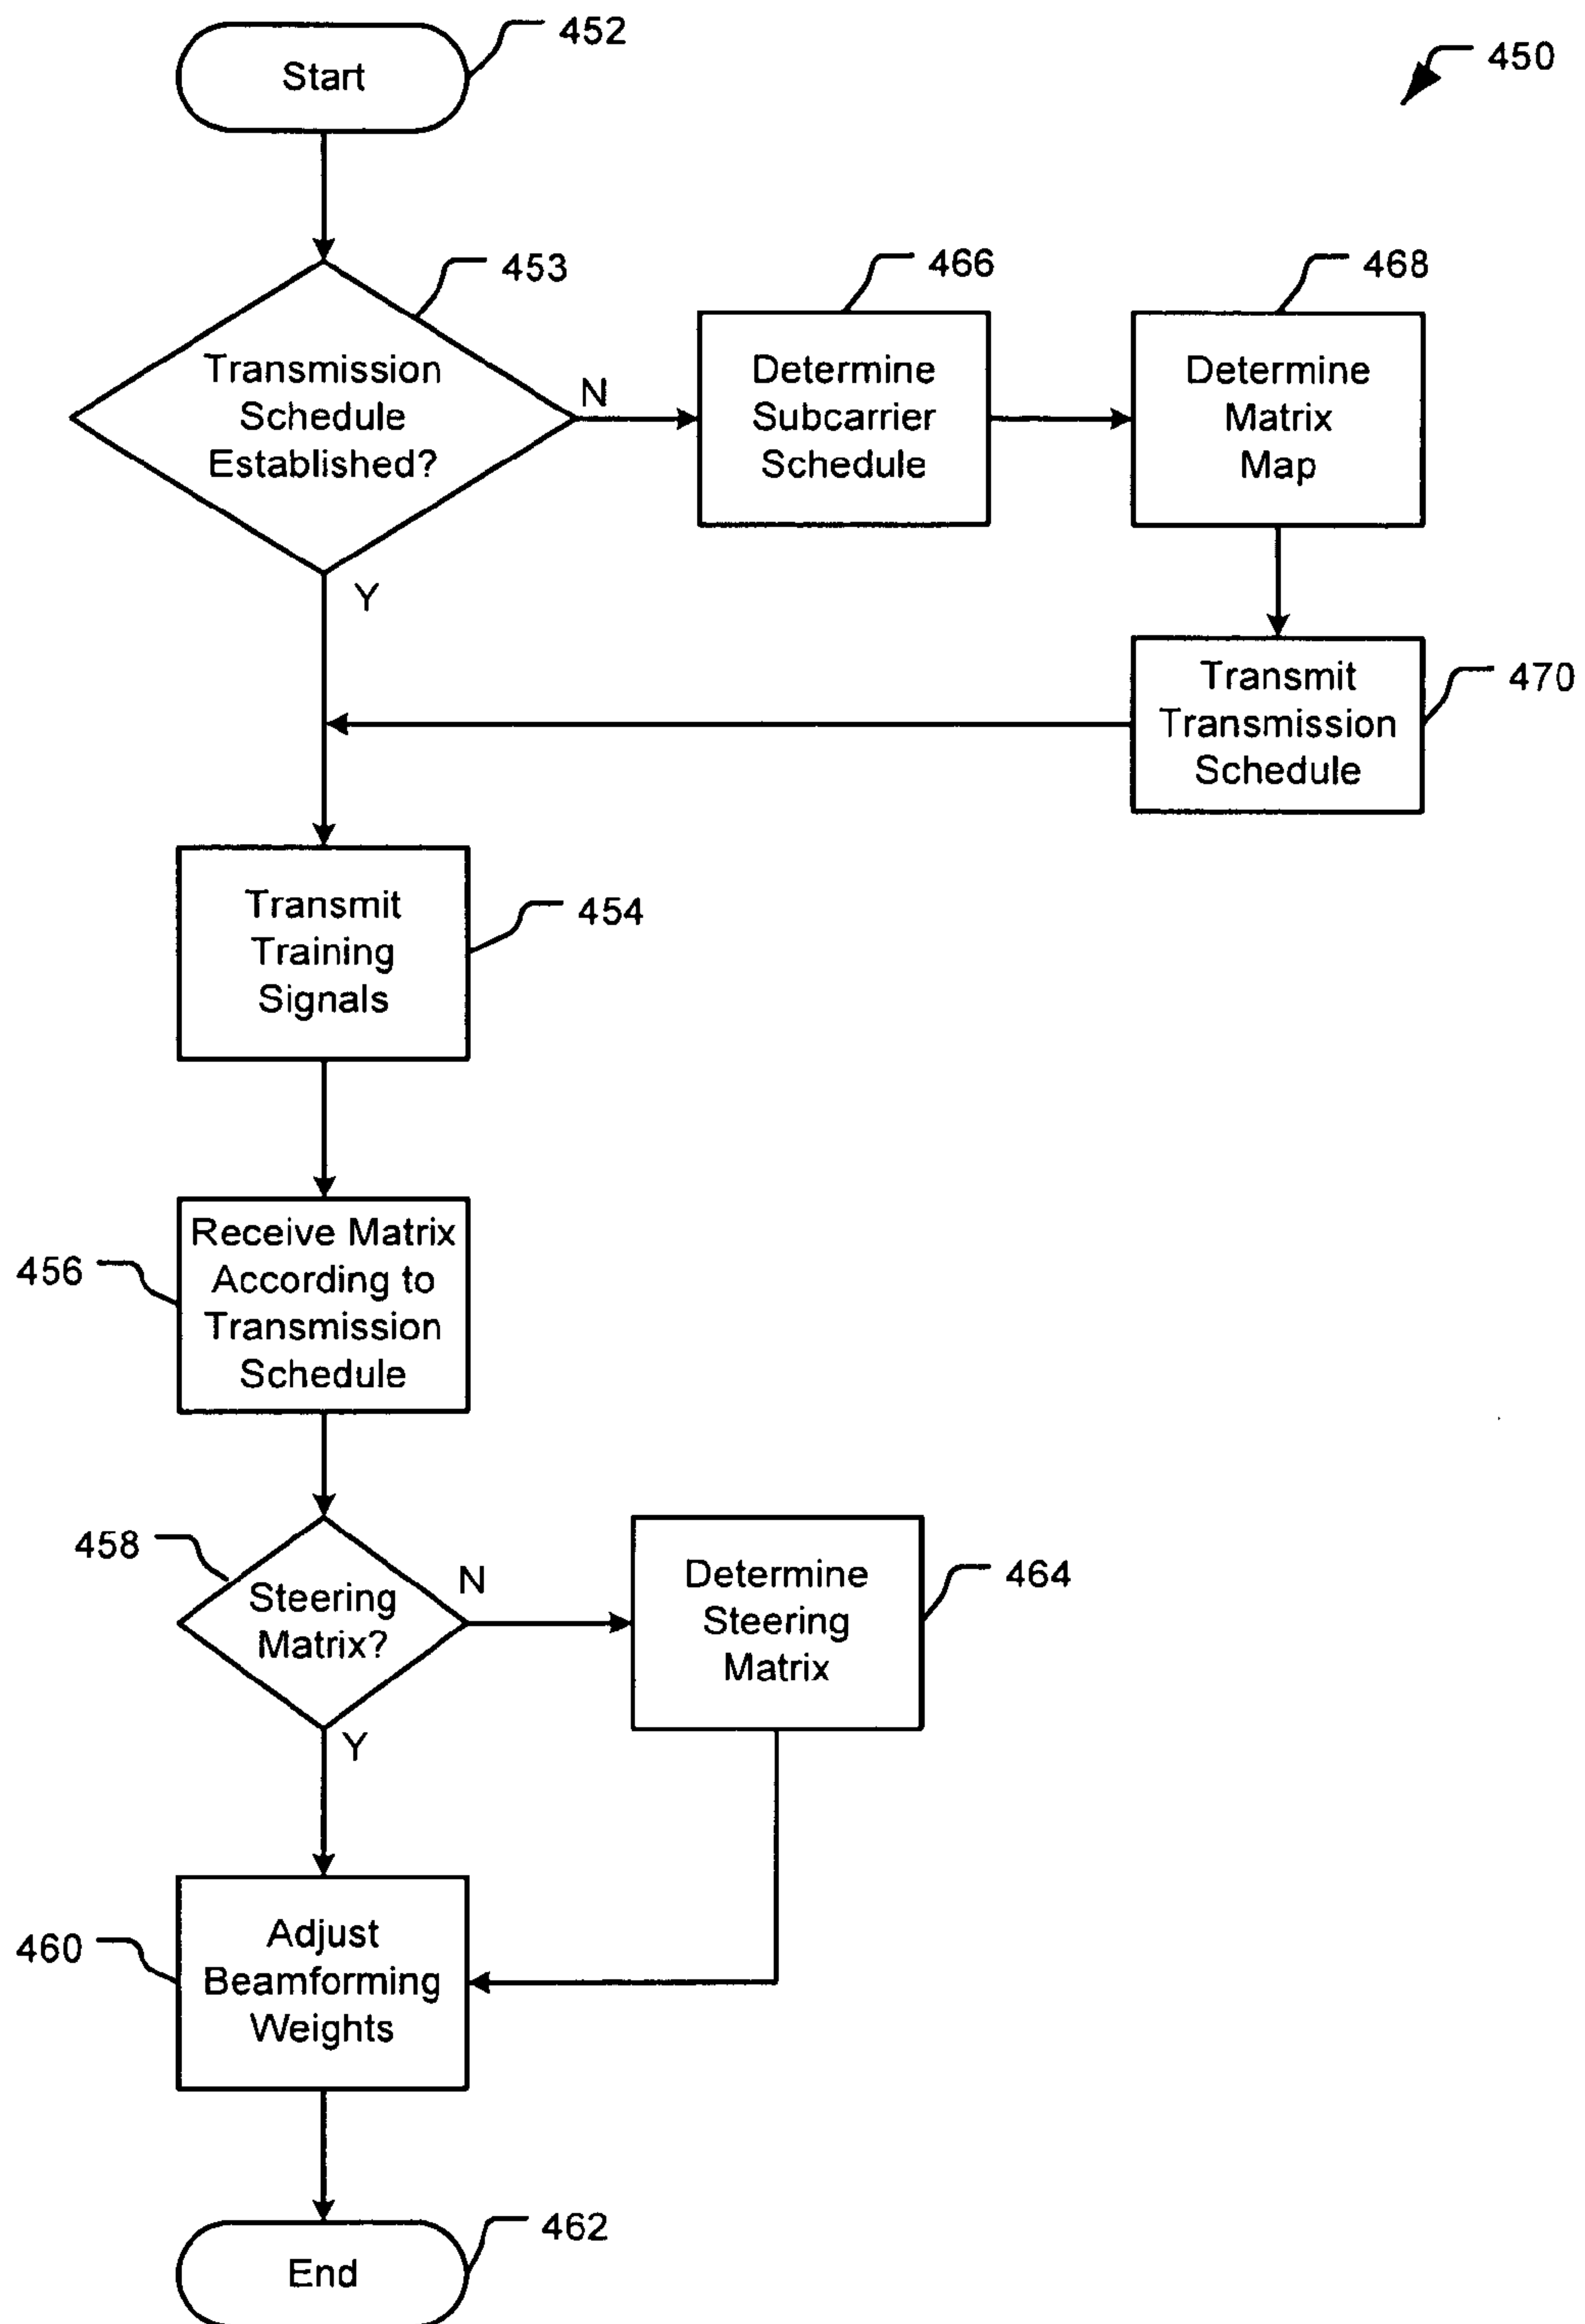 452
Start
450
453
Transmission
Schedule
Established?
N
Y
466
Determine
Subcarrier
Schedule
468
Determine
Matrix
Map
Transmit
Transmission
Schedule
470
Transmit
Training
Signals
454
Receive Matrix
According to
Transmission
Schedule
456
458
Steering
Matrix?
N
Y
Determine
Steering
Matrix
464
Adjust
Beamforming
Weights
460
462
End